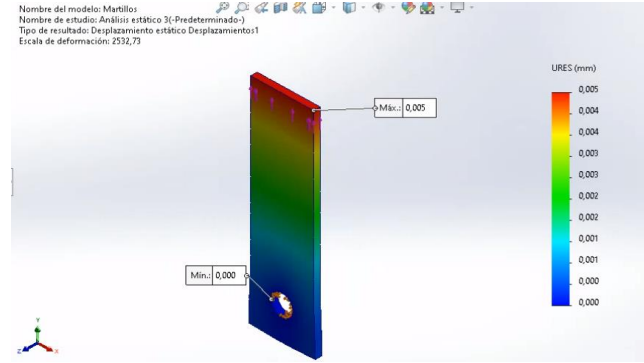 Nombre del modelo: Martillos
Nombre de estudio: Análisis estático 3(-Predeterminado-)
Tipo de resultado: Desplazamiento estático Desplazamientos1
Escala de deformación: 2532,73
URES (mm)
0,005
0,004
0,004
0,003
0,003
0,002
0,002
0,001
0,001
0,000
0,000
Máx.: 0,005
Mín.: 0,000
Y
Z
X